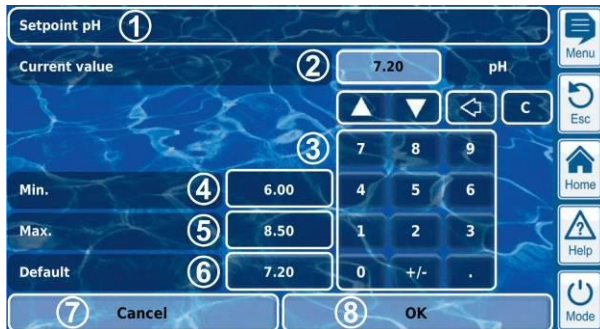 Setpoint pH 1
Menu
Current value 2 7.20 pH
C
Esc
3
7 8 9
Home
Min. 4 6.00 4 5 6
Max. 5 8.50 1 2 3
Help
Default 6 7.20 0 +/- .
7 Cancel 8 OK
Mode